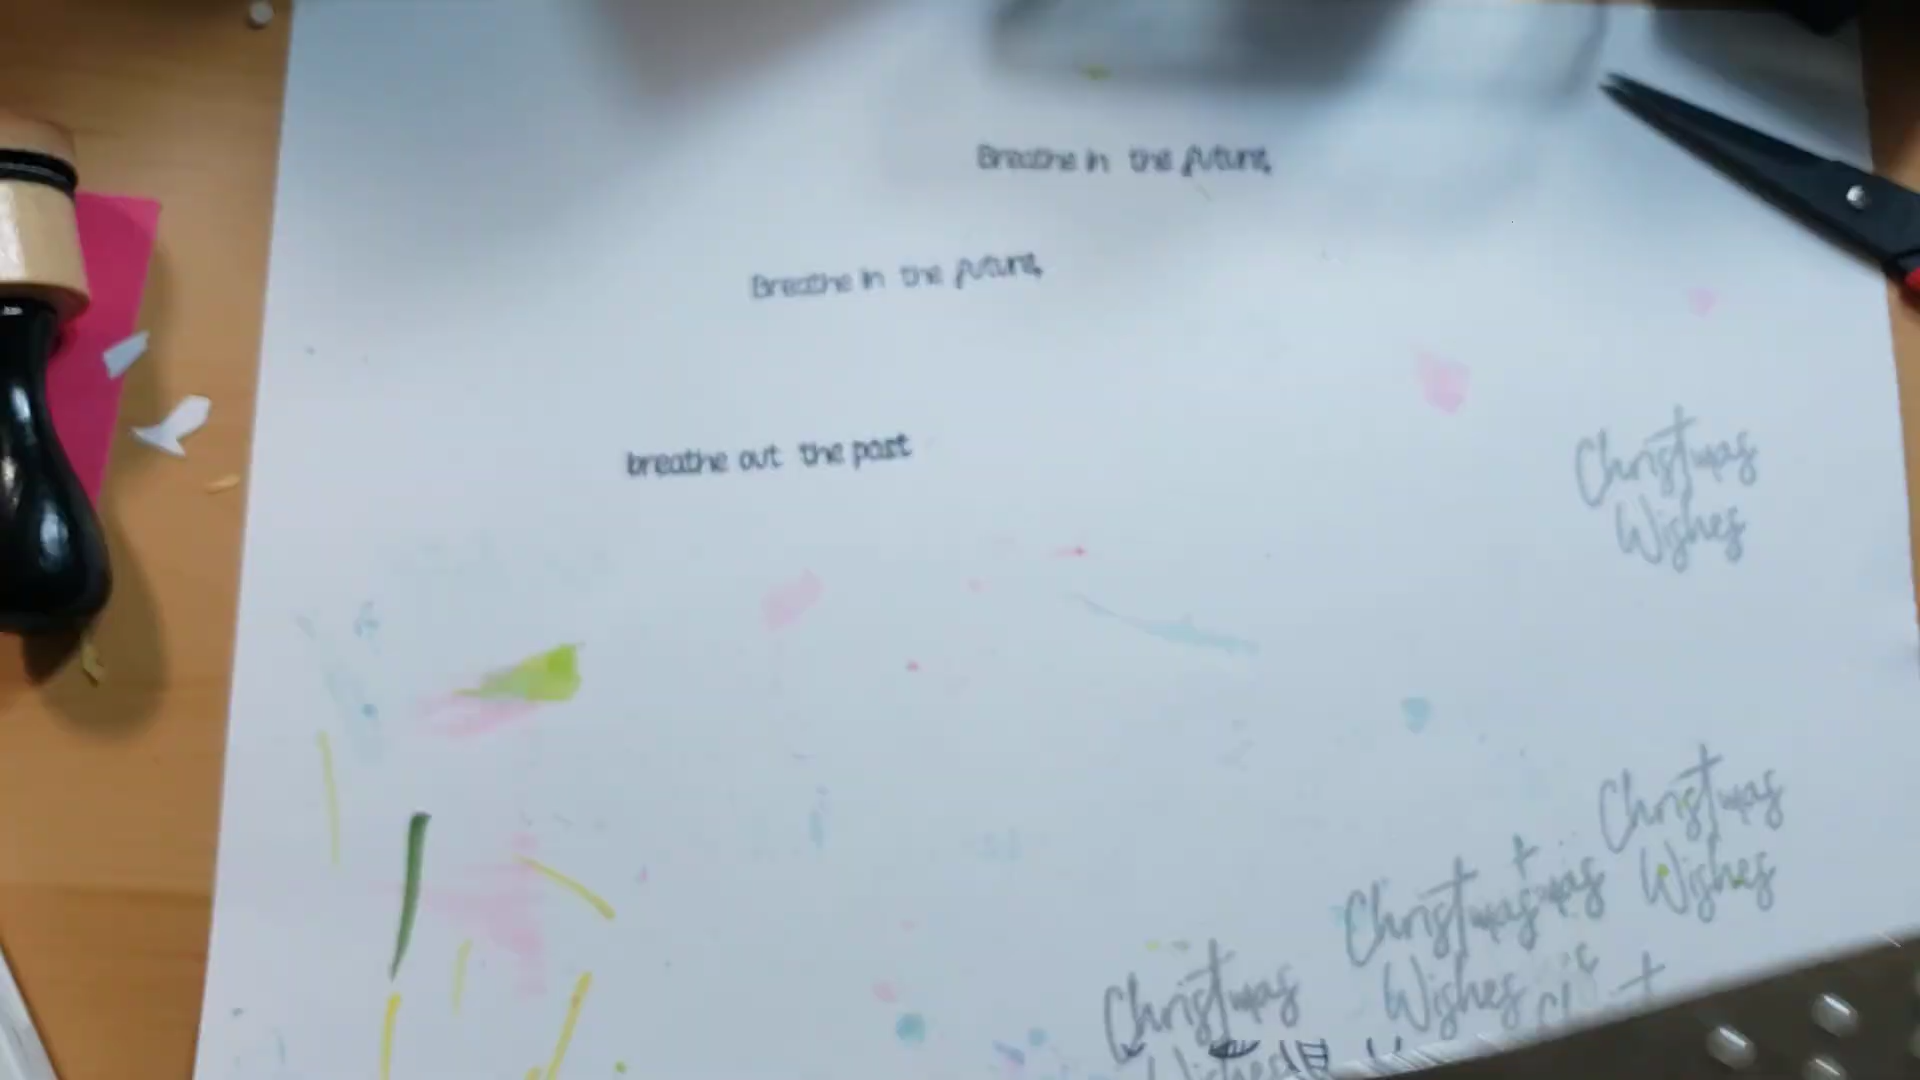 Breathe in the future,
Breathe in the future,
breathe out the past
Christmas
Wishes
Christmas
Wishes
Christmas
Wishes
Christmas
Wishes